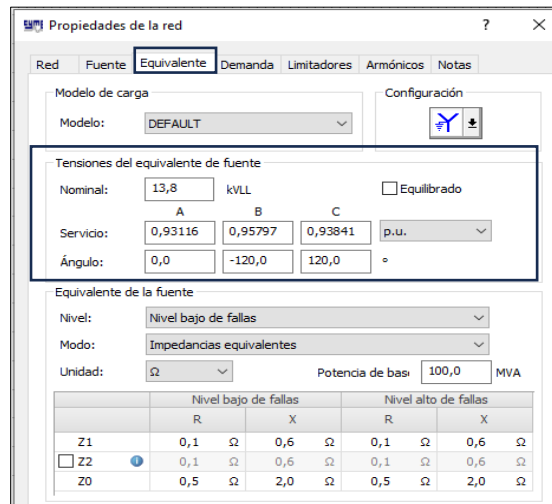 CYME Propiedades de la red ? ×
Red Fuente Equivalente Demanda Limitadores Armónicos Notas
Modelo de carga Configuración
Modelo: DEFAULT
Tensiones del equivalente de fuente
Nominal: 13,8 kVLL Equilibrado
A B C
Servicio: 0,93116 0,95797 0,93841 p.u.
Ángulo: 0,0 -120,0 120,0 °
Equivalente de la fuente
Nivel: Nivel bajo de fallas
Modo: Impedancias equivalentes
Unidad: Ω Potencia de base 100,0 MVA
Nivel bajo de fallas Nivel alto de fallas
R X R X
Z1 0,1 Ω 0,6 Ω 0,1 Ω 0,6 Ω
Z2 0,1 Ω 0,6 Ω 0,1 Ω 0,6 Ω
Z0 0,5 Ω 2,0 Ω 0,5 Ω 2,0 Ω